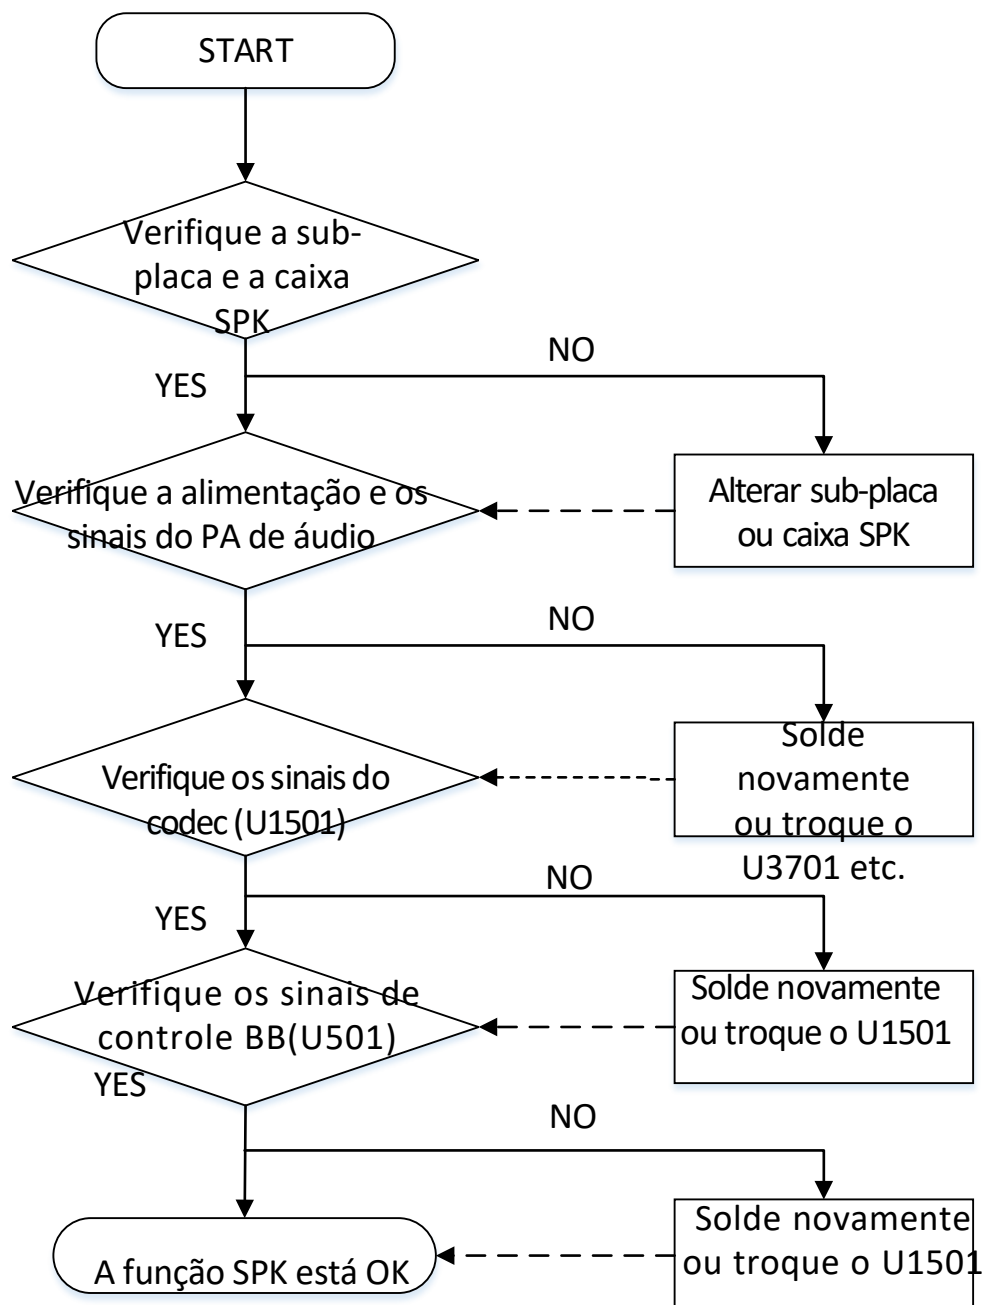 START
Verifique a sub-
placa e a caixa
SPK
NO
YES
Verifique a alimentação e os
sinais do PA de áudio
Alterar sub-placa
ou caixa SPK
NO
YES
Verifique os sinais do
codec (U1501)
Solde
novamente
ou troque o
U3701 etc.
NO
YES
Verifique os sinais de
controle BB(U501)
Solde novamente
ou troque o U1501
YES
NO
A função SPK está OK
Solde novamente
ou troque o U1501